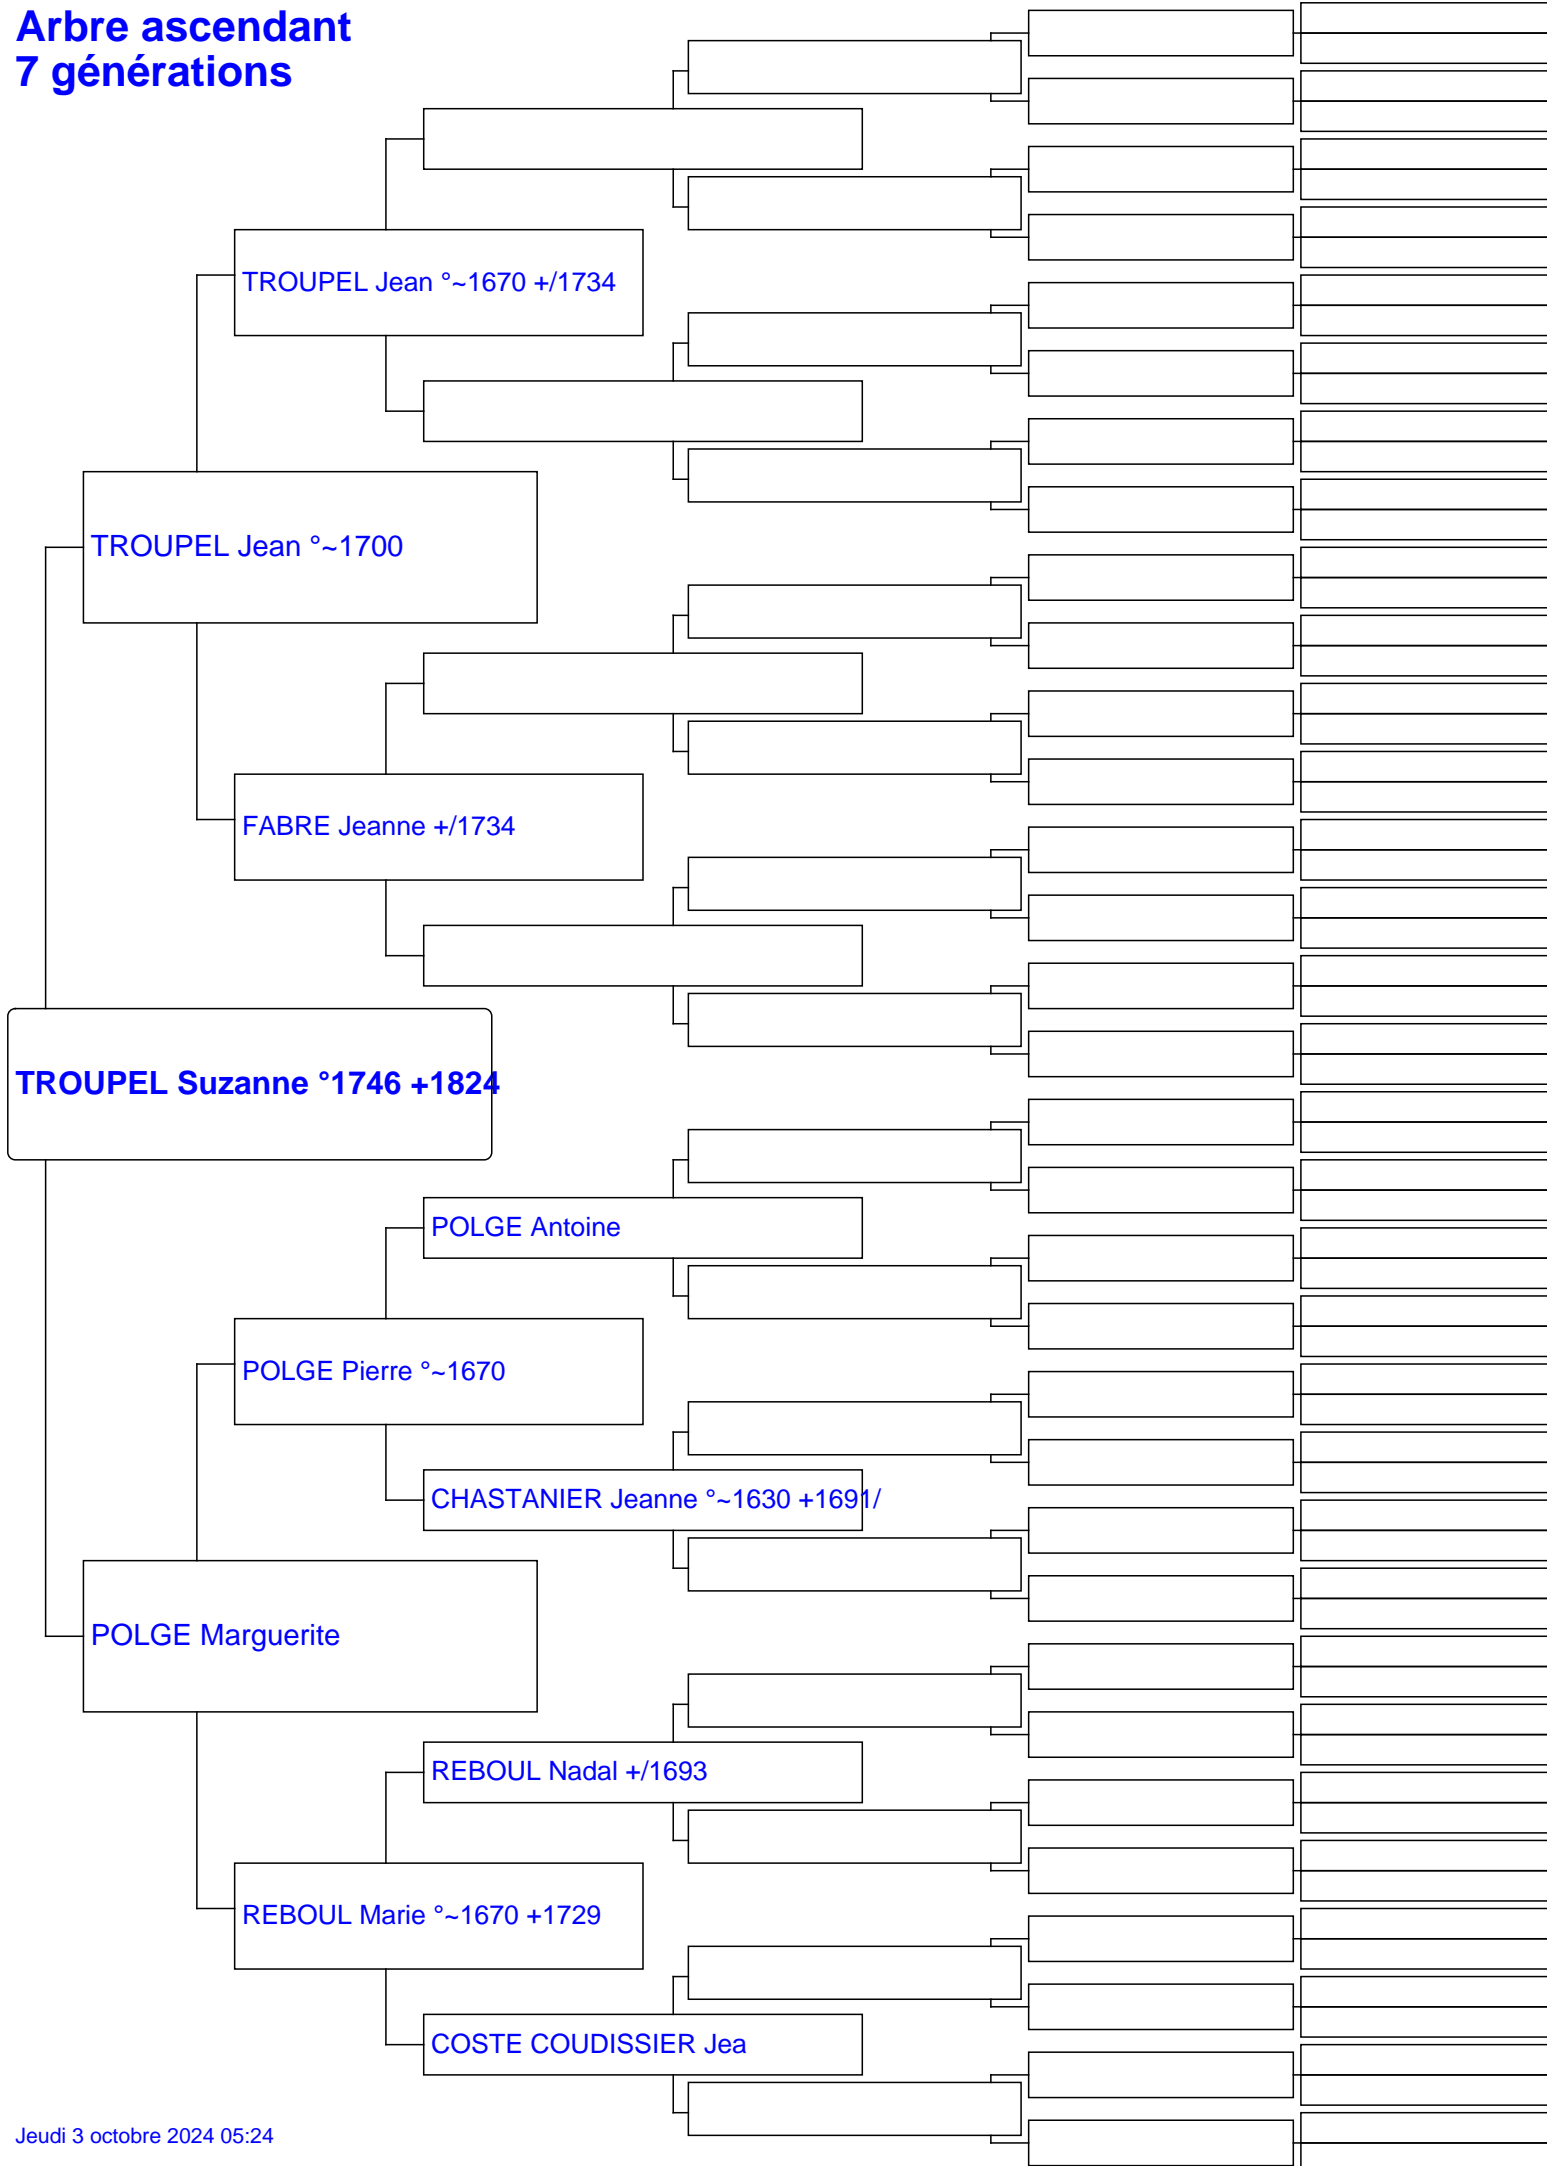 Arbre ascendant
7 générations
TROUPEL Jean °~1670 +/1734
TROUPEL Jean °~1700
FABRE Jeanne +/1734
TROUPEL Suzanne °1746 +1824
POLGE Antoine
POLGE Pierre °~1670
CHASTANIER Jeanne °~1630 +1691/
POLGE Marguerite
REBOUL Nadal +/1693
REBOUL Marie °~1670 +1729
COSTE COUDISSIER Jea
Jeudi 3 octobre 2024 05:24